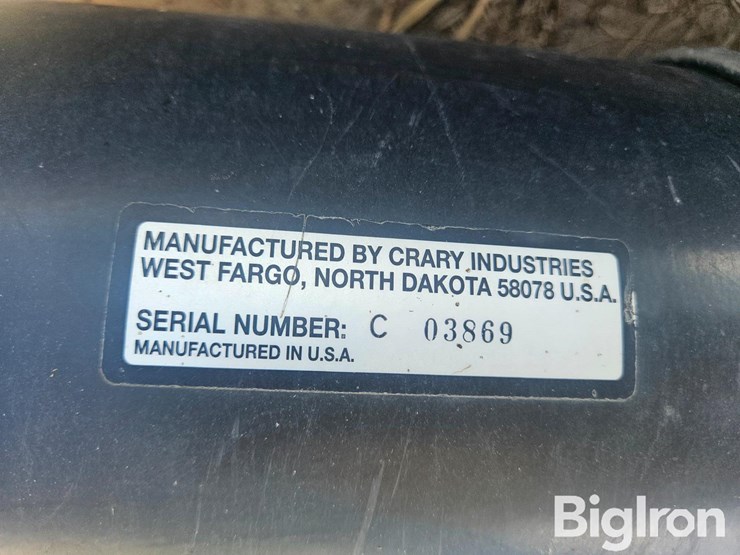 MANUFACTURED BY CRARY INDUSTRIES
WEST FARGO, NORTH DAKOTA 58078 U.S.A.
SERIAL NUMBER: C 03869
MANUFACTURED IN U.S.A.
BigIron